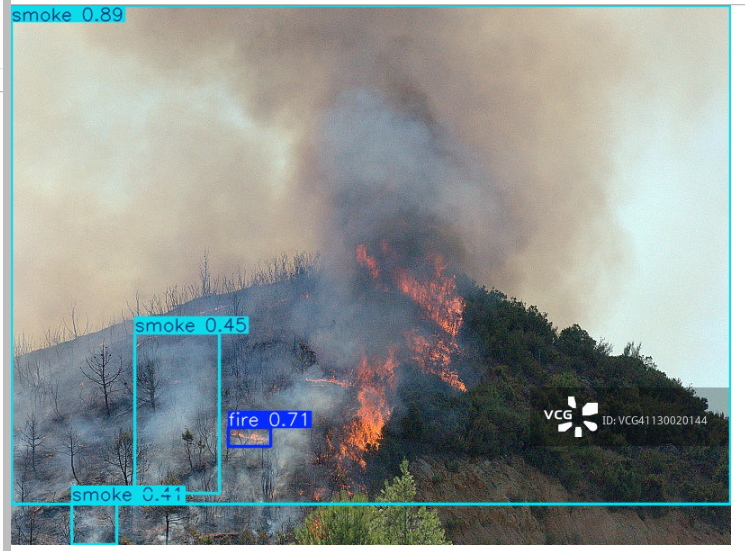 smoke 0.89
smoke 0.45
fire 0.71
VCG
ID:VCG41130020144
smoke 0.41